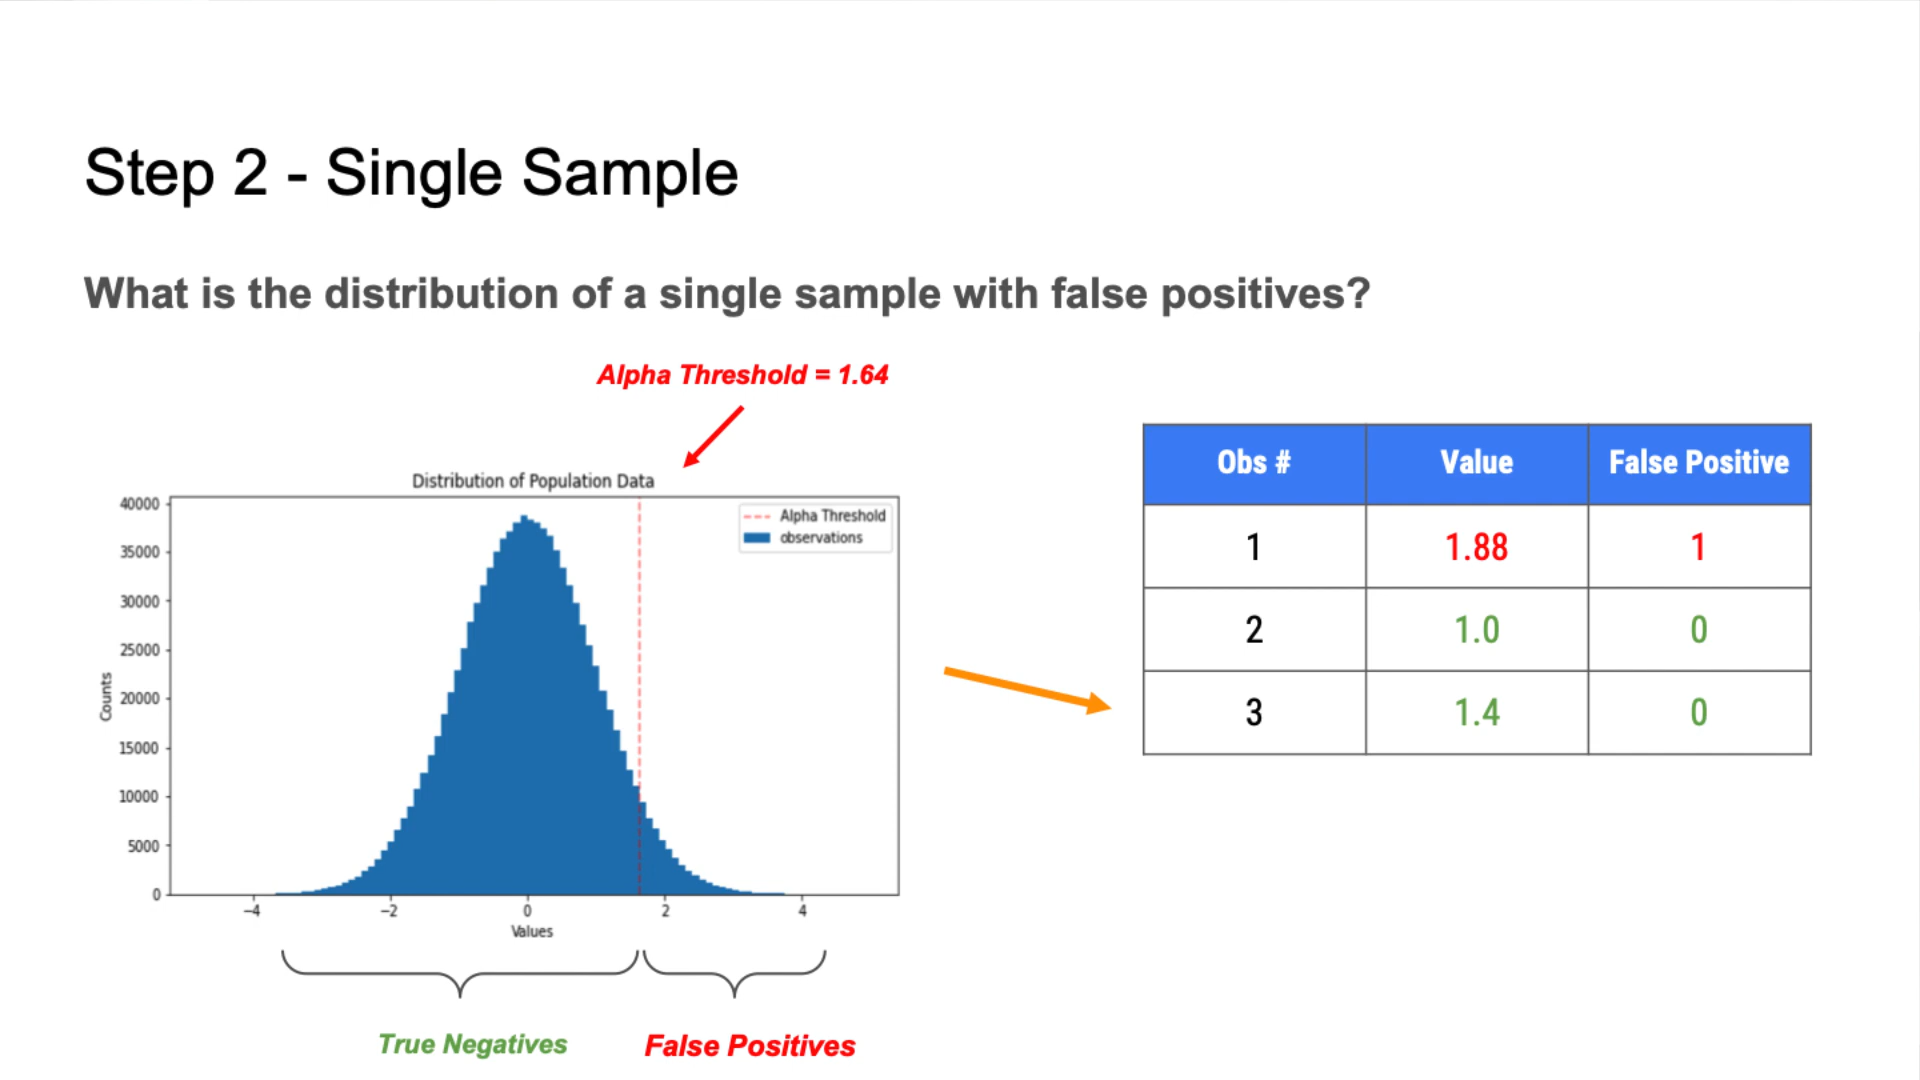 Step 2 - Single Sample
What is the distribution of a single sample with false positives?
Alpha Threshold = 1.64
Distribution of Population Data
Alpha Threshold
observations
40000
35000
30000
25000
20000
15000
10000
5000
0
Counts
−4 −2 0 2 4
Values
True Negatives False Positives
Obs # Value False Positive
1 1.88 1
2 1.0 0
3 1.4 0